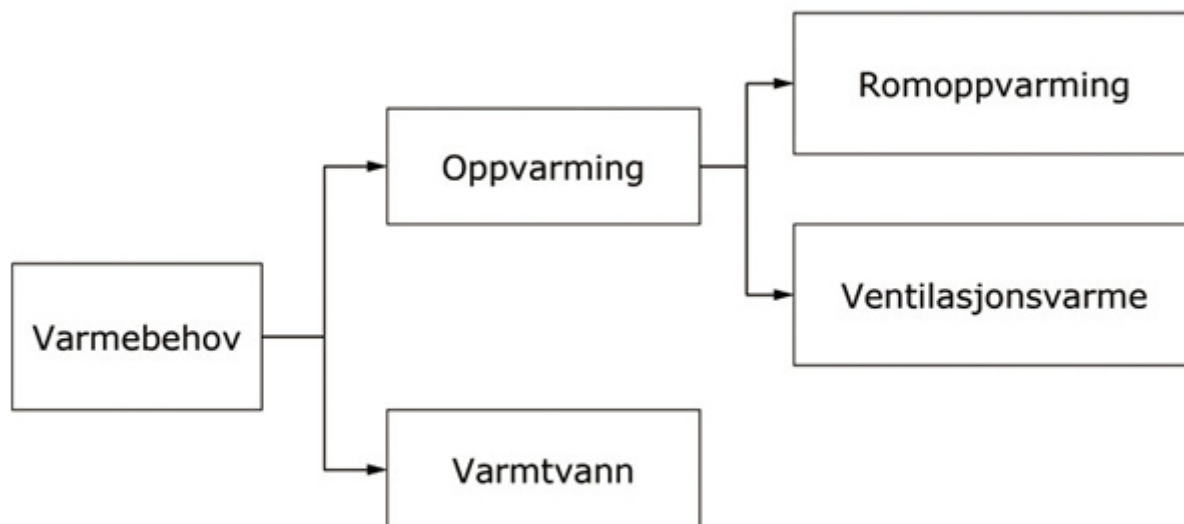 Romoppvarming
Oppvarming
Ventilasjonsvarme
Varmebehov
Varmtvann